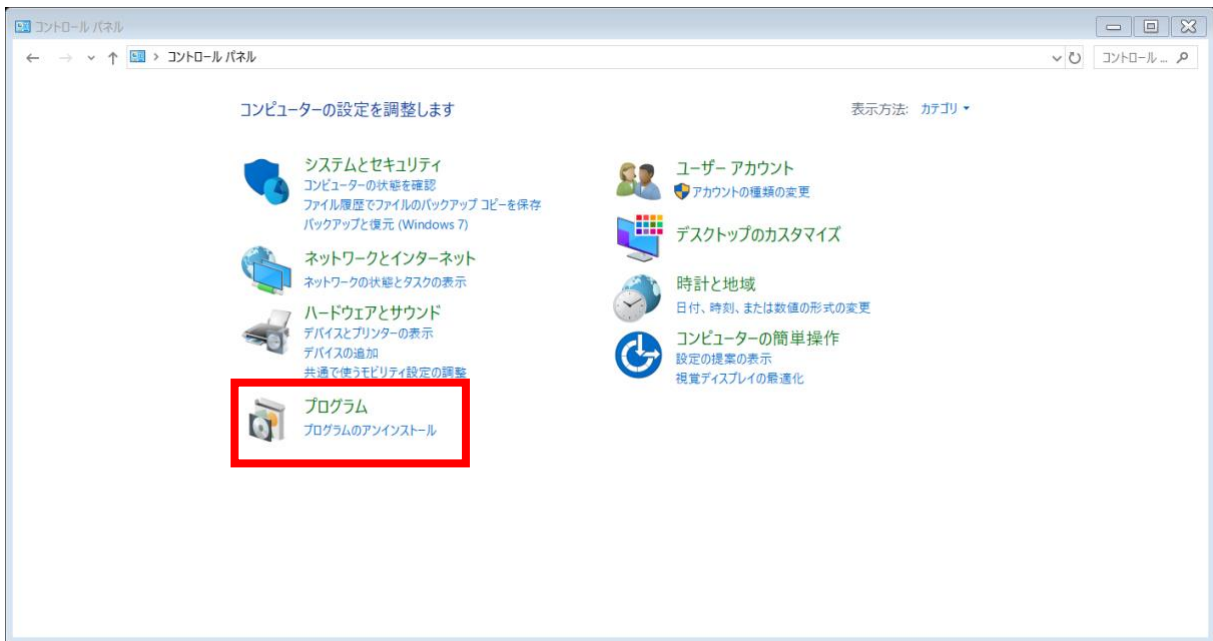 コントロール パネル
コントロール パネル
コントロール ...
コンピューターの設定を調整します
表示方法: カテゴリ
システムとセキュリティ
コンピューターの状態を確認
ファイル履歴でファイルのバックアップ コピーを保存
バックアップと復元 (Windows 7)
ネットワークとインターネット
ネットワークの状態とタスクの表示
ハードウェアとサウンド
デバイスとプリンターの表示
デバイスの追加
共通で使うモビリティ設定の調整
プログラム
プログラムのアンインストール
ユーザー アカウント
アカウントの種類の変更
デスクトップのカスタマイズ
時計と地域
日付、時刻、または数値の形式の変更
コンピューターの簡単操作
設定の提案の表示
視覚ディスプレイの最適化